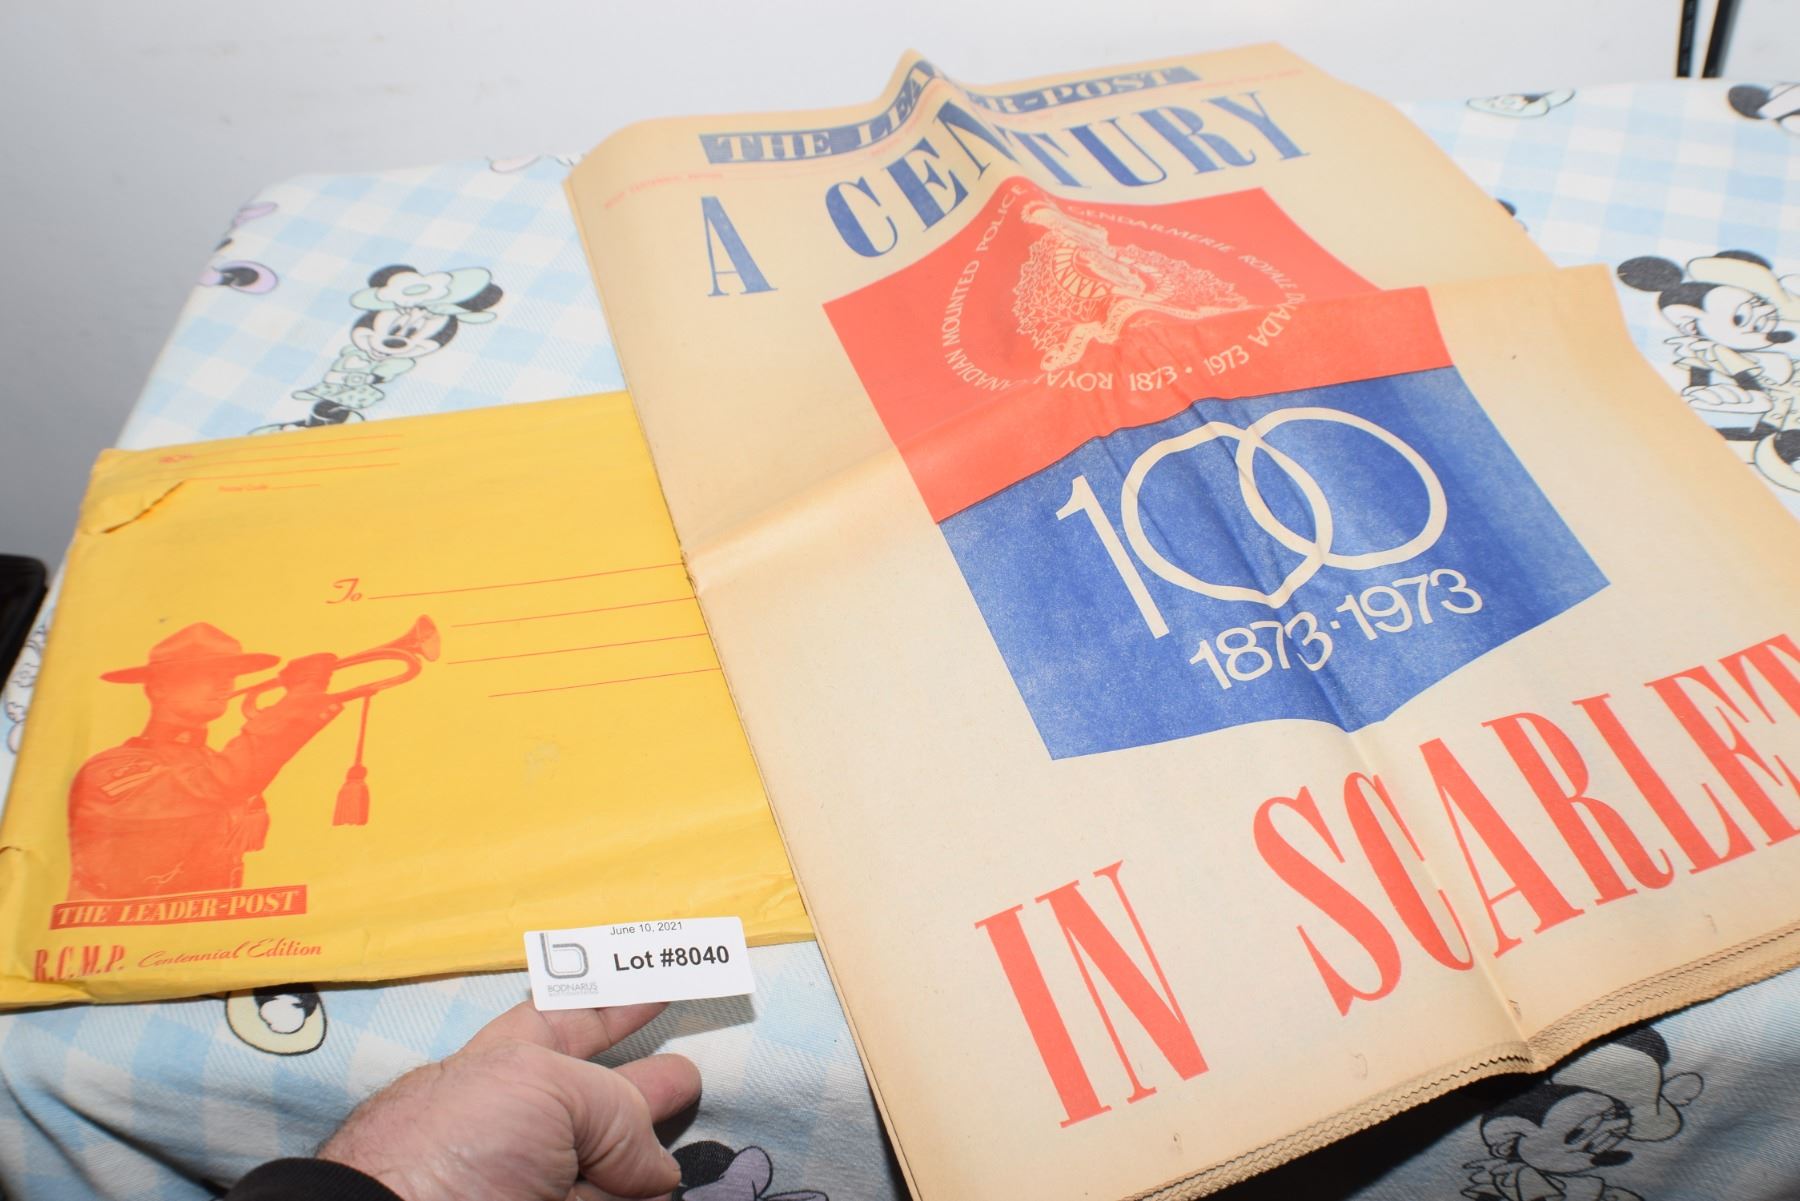 THE LEADER-POST
A CENTURY
ROYAL CANADIAN MOUNTED POLICE
GENDARMERIE ROYALE DU CANADA
1873 · 1973
100
1873·1973
IN SCARLET
To
THE LEADER-POST
R.C.M.P. Centennial Edition
June 10, 2021
Lot #8040
BODNARUS